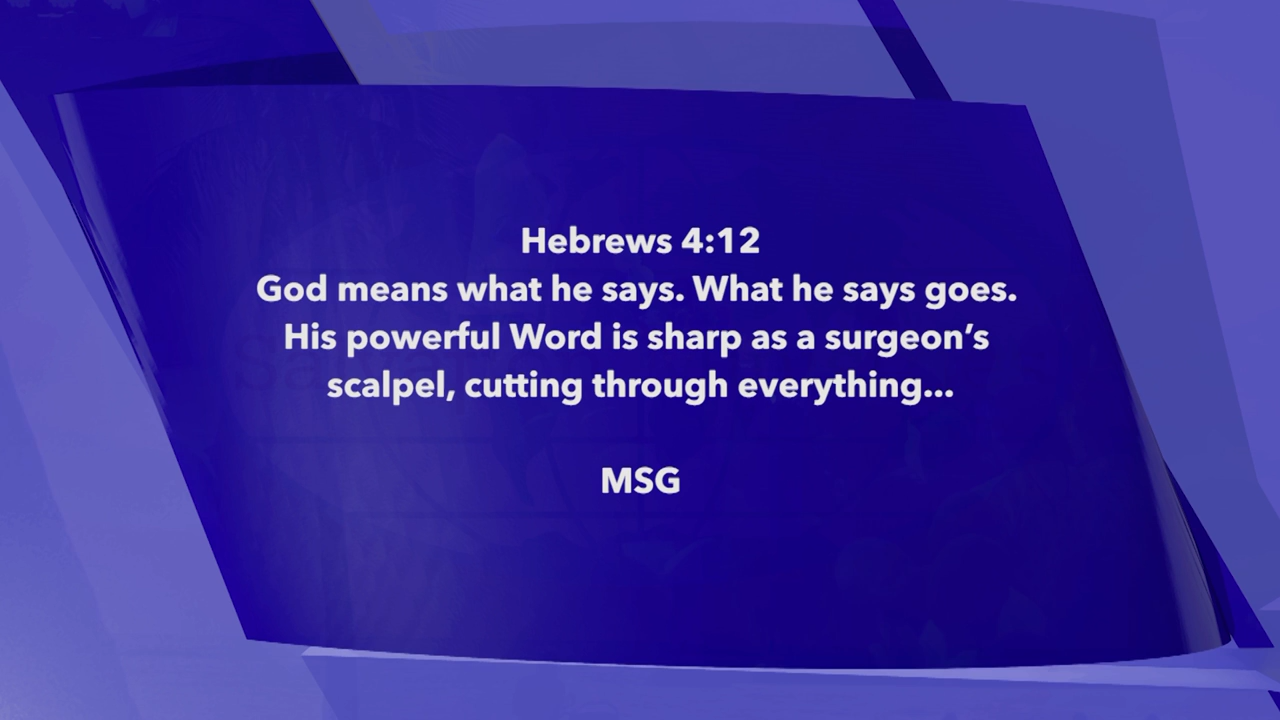 Hebrews 4:12
God means what he says. What he says goes.
His powerful Word is sharp as a surgeon’s
scalpel, cutting through everything...
MSG